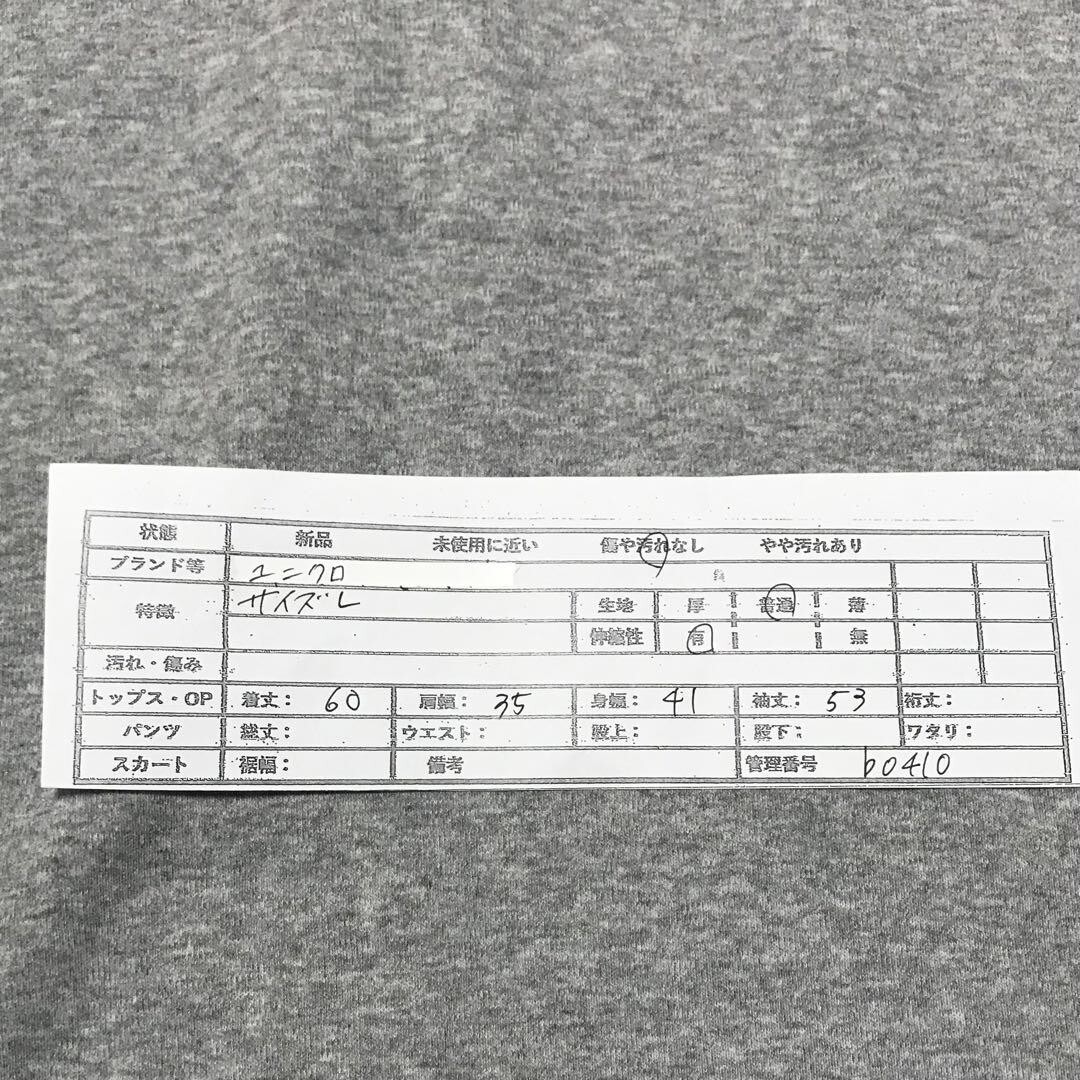 状態 新品 未使用に近い 傷や汚れなし やや汚れあり
ブランド等 ユニクロ
特徴 サイズL 生地 厚 普通 薄
伸縮性 有 無
汚れ・傷み
トップス・OP 着丈： 60 肩幅： 35 身幅： 41 袖丈： 53 裄丈：
パンツ 総丈： ウエスト： 股上： 股下： ワタリ：
スカート 裾幅： 備考 管理番号 b0410